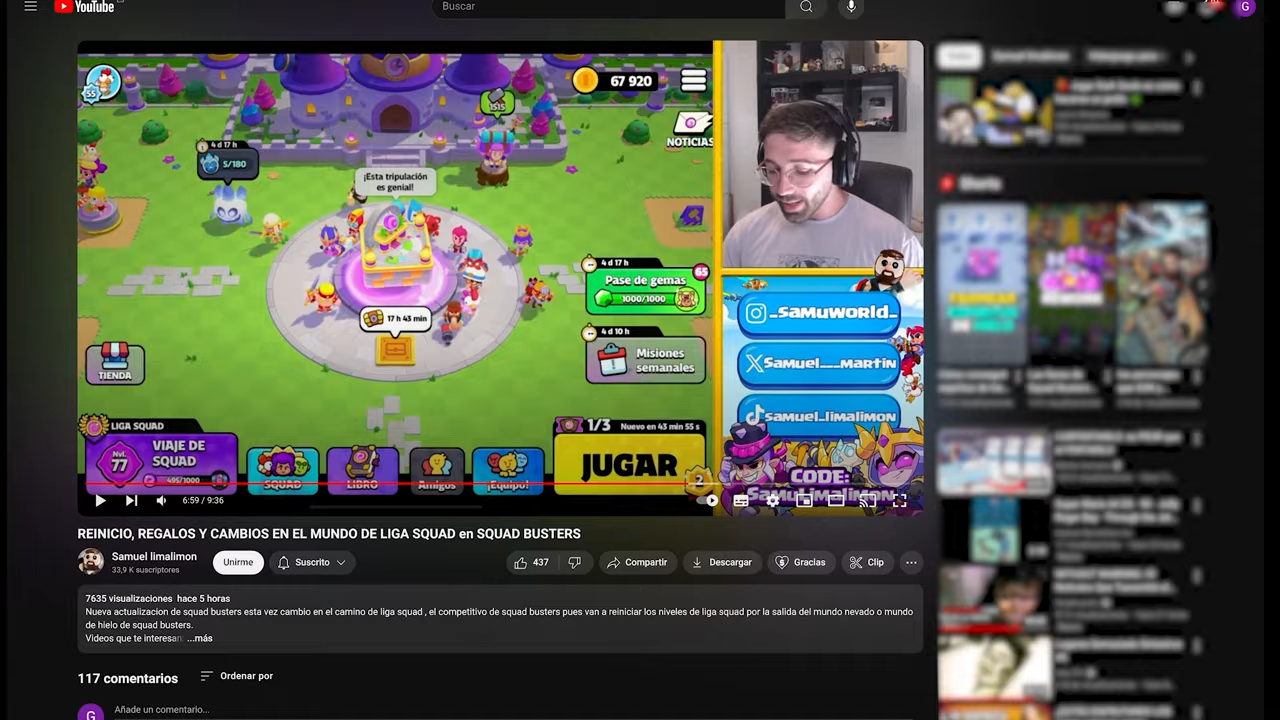 YouTube
Buscar
G
55
67 920
1515
NOTICIAS
4 d 17 h
5/180
¡Esta tripulación
es genial!
4 d 17 h
65
Pase de gemas
1000/1000
17 h 43 min
4 d 10 h
Misiones
semanales
TIENDA
LIGA SQUAD
Nvl.
77
VIAJE DE
SQUAD
495/1000
SQUAD
LIBRO
Amigos
¡Equipo!
1/3
Nuevo en 43 min 55 s
JUGAR
2
_SAMUWORLD_
SAMUEL___MARTIN
SAMUEL_LIMALIMON
CODE:
SAMULIMALIMON
6:59 / 9:36
REINICIO, REGALOS Y CAMBIOS EN EL MUNDO DE LIGA SQUAD en SQUAD BUSTERS
Samuel limalimon
33,9 K suscriptores
Unirme
Suscrito
437
Compartir
Descargar
Gracias
Clip
7635 visualizaciones hace 5 horas
Nueva actualizacion de squad busters esta vez cambio en el camino de liga squad , el competitivo de squad busters pues van a reiniciar los niveles de liga squad por la salida del mundo nevado o mundo
de hielo de squad busters.
Videos que te interesan ...más
117 comentarios
Ordenar por
G
Añade un comentario...
Shorts